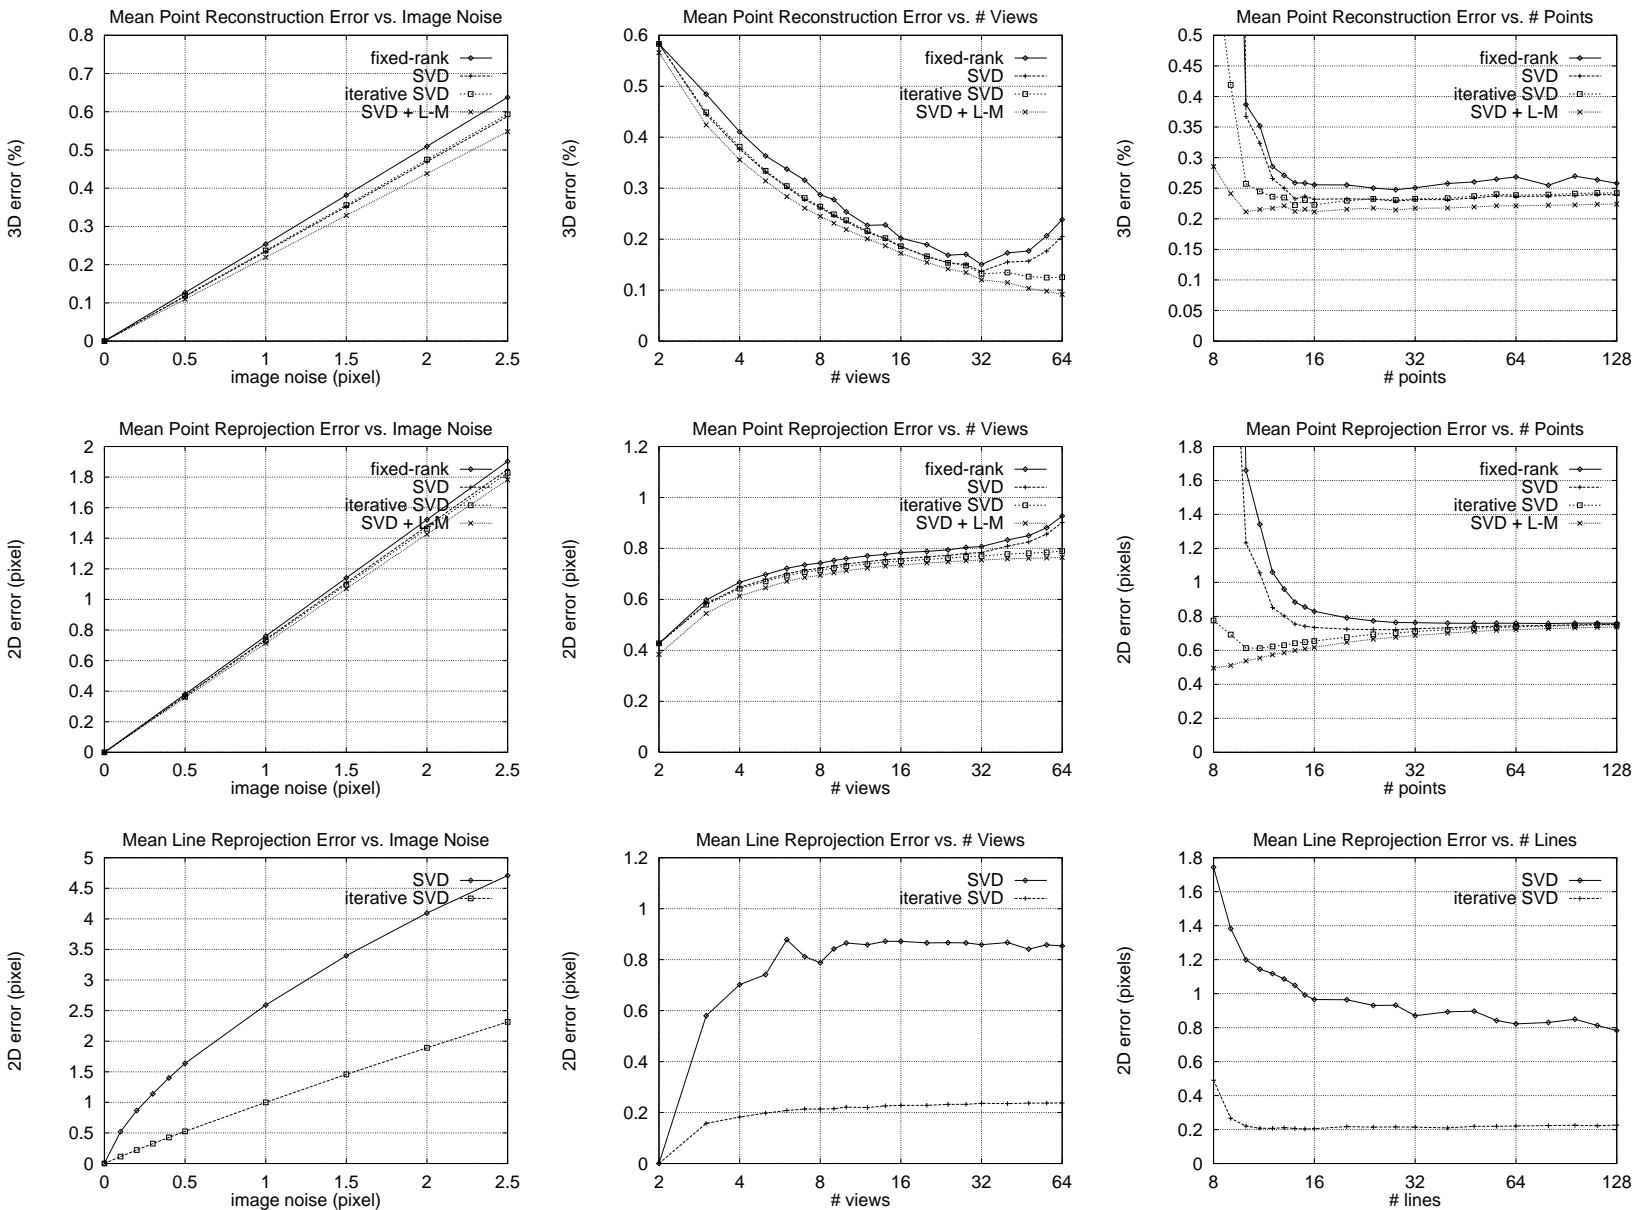 Mean Point Reconstruction Error vs. Image Noise
0.8
0.7
0.6
0.5
0.4
0.3
0.2
0.1
0
3D error (%)
fixed-rank
SVD
iterative SVD
SVD + L-M
0 0.5 1 1.5 2 2.5
image noise (pixel)
Mean Point Reconstruction Error vs. # Views
0.6
0.5
0.4
0.3
0.2
0.1
0
3D error (%)
fixed-rank
SVD
iterative SVD
SVD + L-M
2 4 8 16 32 64
# views
Mean Point Reconstruction Error vs. # Points
0.5
0.45
0.4
0.35
0.3
0.25
0.2
0.15
0.1
0.05
0
3D error (%)
fixed-rank
SVD
iterative SVD
SVD + L-M
8 16 32 64 128
# points
Mean Point Reprojection Error vs. Image Noise
2
1.8
1.6
1.4
1.2
1
0.8
0.6
0.4
0.2
0
2D error (pixel)
fixed-rank
SVD
iterative SVD
SVD + L-M
0 0.5 1 1.5 2 2.5
image noise (pixel)
Mean Point Reprojection Error vs. # Views
1.2
1
0.8
0.6
0.4
0.2
0
2D error (pixel)
fixed-rank
SVD
iterative SVD
SVD + L-M
2 4 8 16 32 64
# views
Mean Point Reprojection Error vs. # Points
1.8
1.6
1.4
1.2
1
0.8
0.6
0.4
0.2
0
2D error (pixels)
fixed-rank
SVD
iterative SVD
SVD + L-M
8 16 32 64 128
# points
Mean Line Reprojection Error vs. Image Noise
5
4.5
4
3.5
3
2.5
2
1.5
1
0.5
0
2D error (pixel)
SVD
iterative SVD
0 0.5 1 1.5 2 2.5
image noise (pixel)
Mean Line Reprojection Error vs. # Views
1.2
1
0.8
0.6
0.4
0.2
0
2D error (pixel)
SVD
iterative SVD
2 4 8 16 32 64
# views
Mean Line Reprojection Error vs. # Lines
1.8
1.6
1.4
1.2
1
0.8
0.6
0.4
0.2
0
2D error (pixels)
SVD
iterative SVD
8 16 32 64 128
# lines